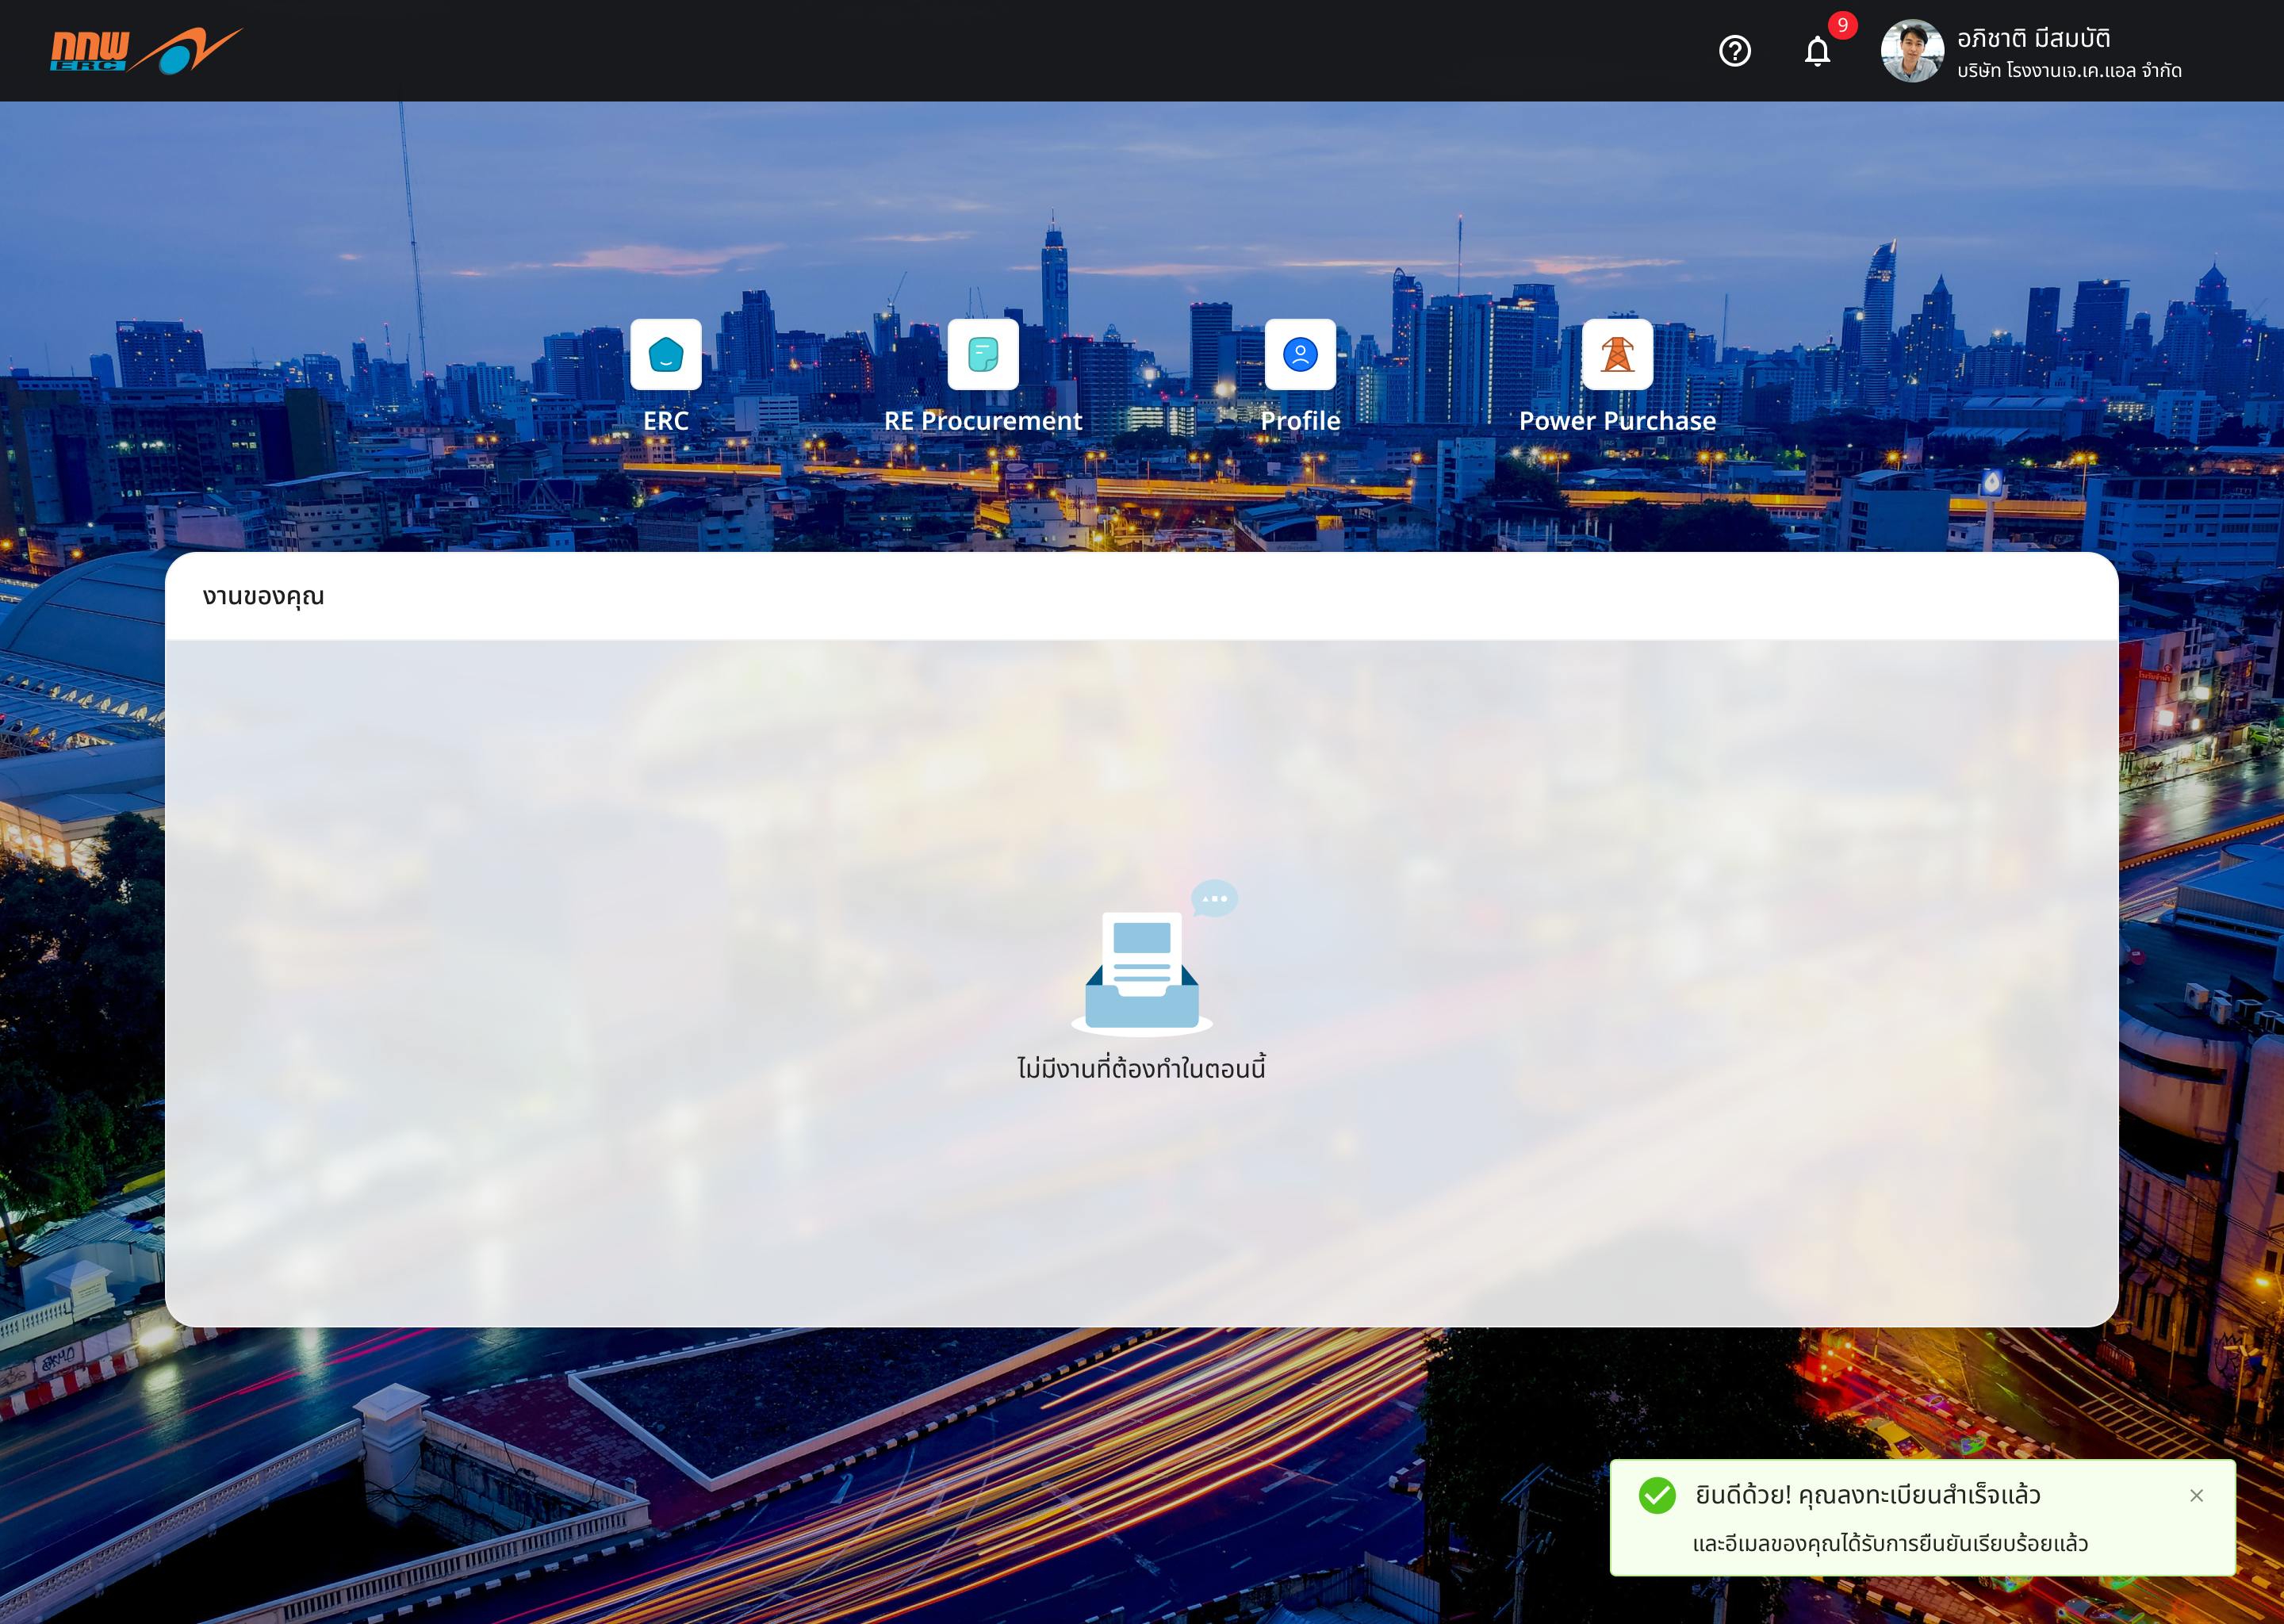 กกพ
ERC
9
อภิชาติ มีสมบัติ
บริษัท โรงงานเจ.เค.แอล จำกัด
ERC
RE Procurement
Profile
Power Purchase
งานของคุณ
ไม่มีงานที่ต้องทำในตอนนี้
ยินดีด้วย! คุณลงทะเบียนสำเร็จแล้ว
และอีเมลของคุณได้รับการยืนยันเรียบร้อยแล้ว